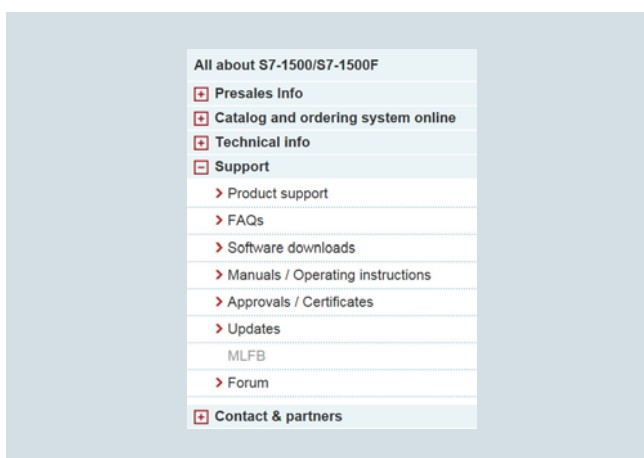 All about S7-1500/S7-1500F
Presales Info
Catalog and ordering system online
Technical info
Support
Product support
FAQs
Software downloads
Manuals / Operating instructions
Approvals / Certificates
Updates
MLFB
Forum
Contact & partners